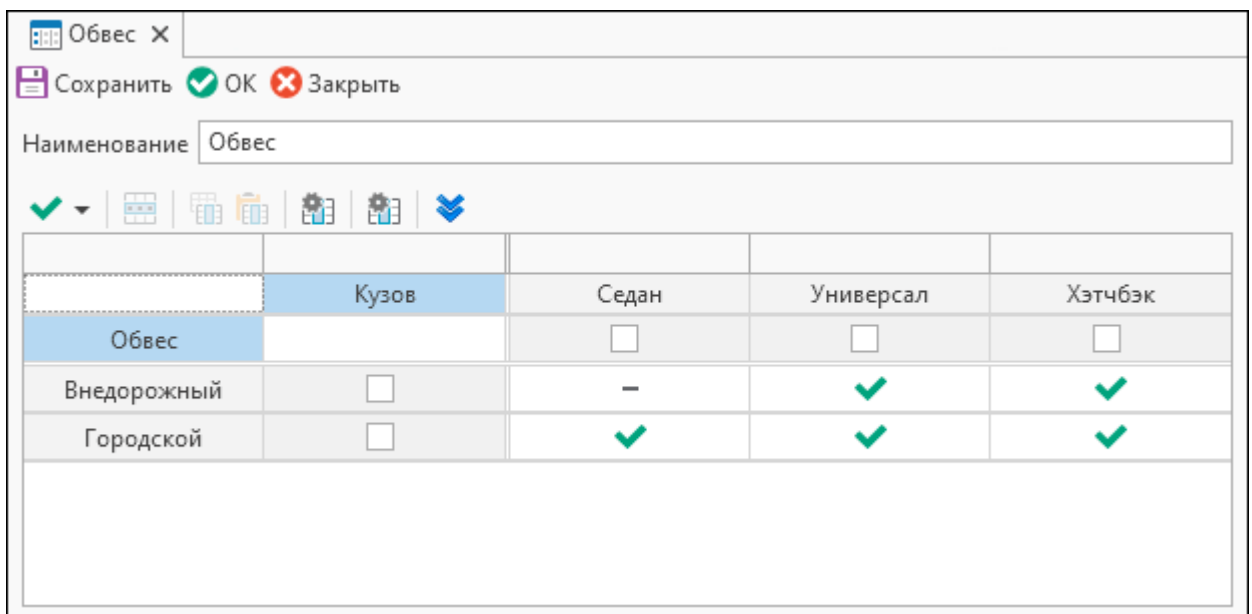 Обвес
Сохранить ОК Закрыть
Наименование Обвес
Кузов Седан Универсал Хэтчбэк
Обвес
Внедорожный
Городской